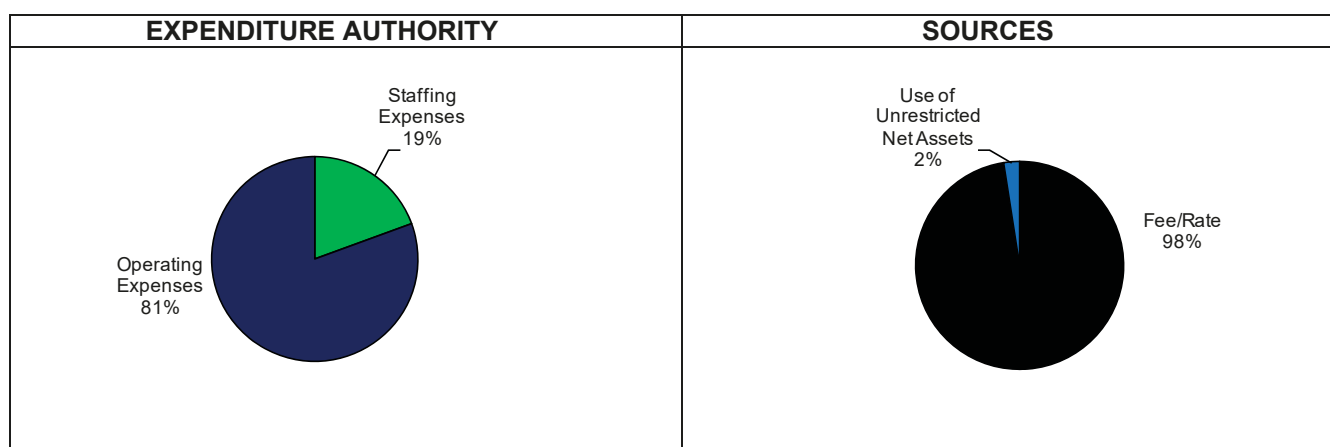 EXPENDITURE AUTHORITY
SOURCES
Staffing
Expenses
19%
Operating
Expenses
81%
Use of
Unrestricted
Net Assets
2%
Fee/Rate
98%